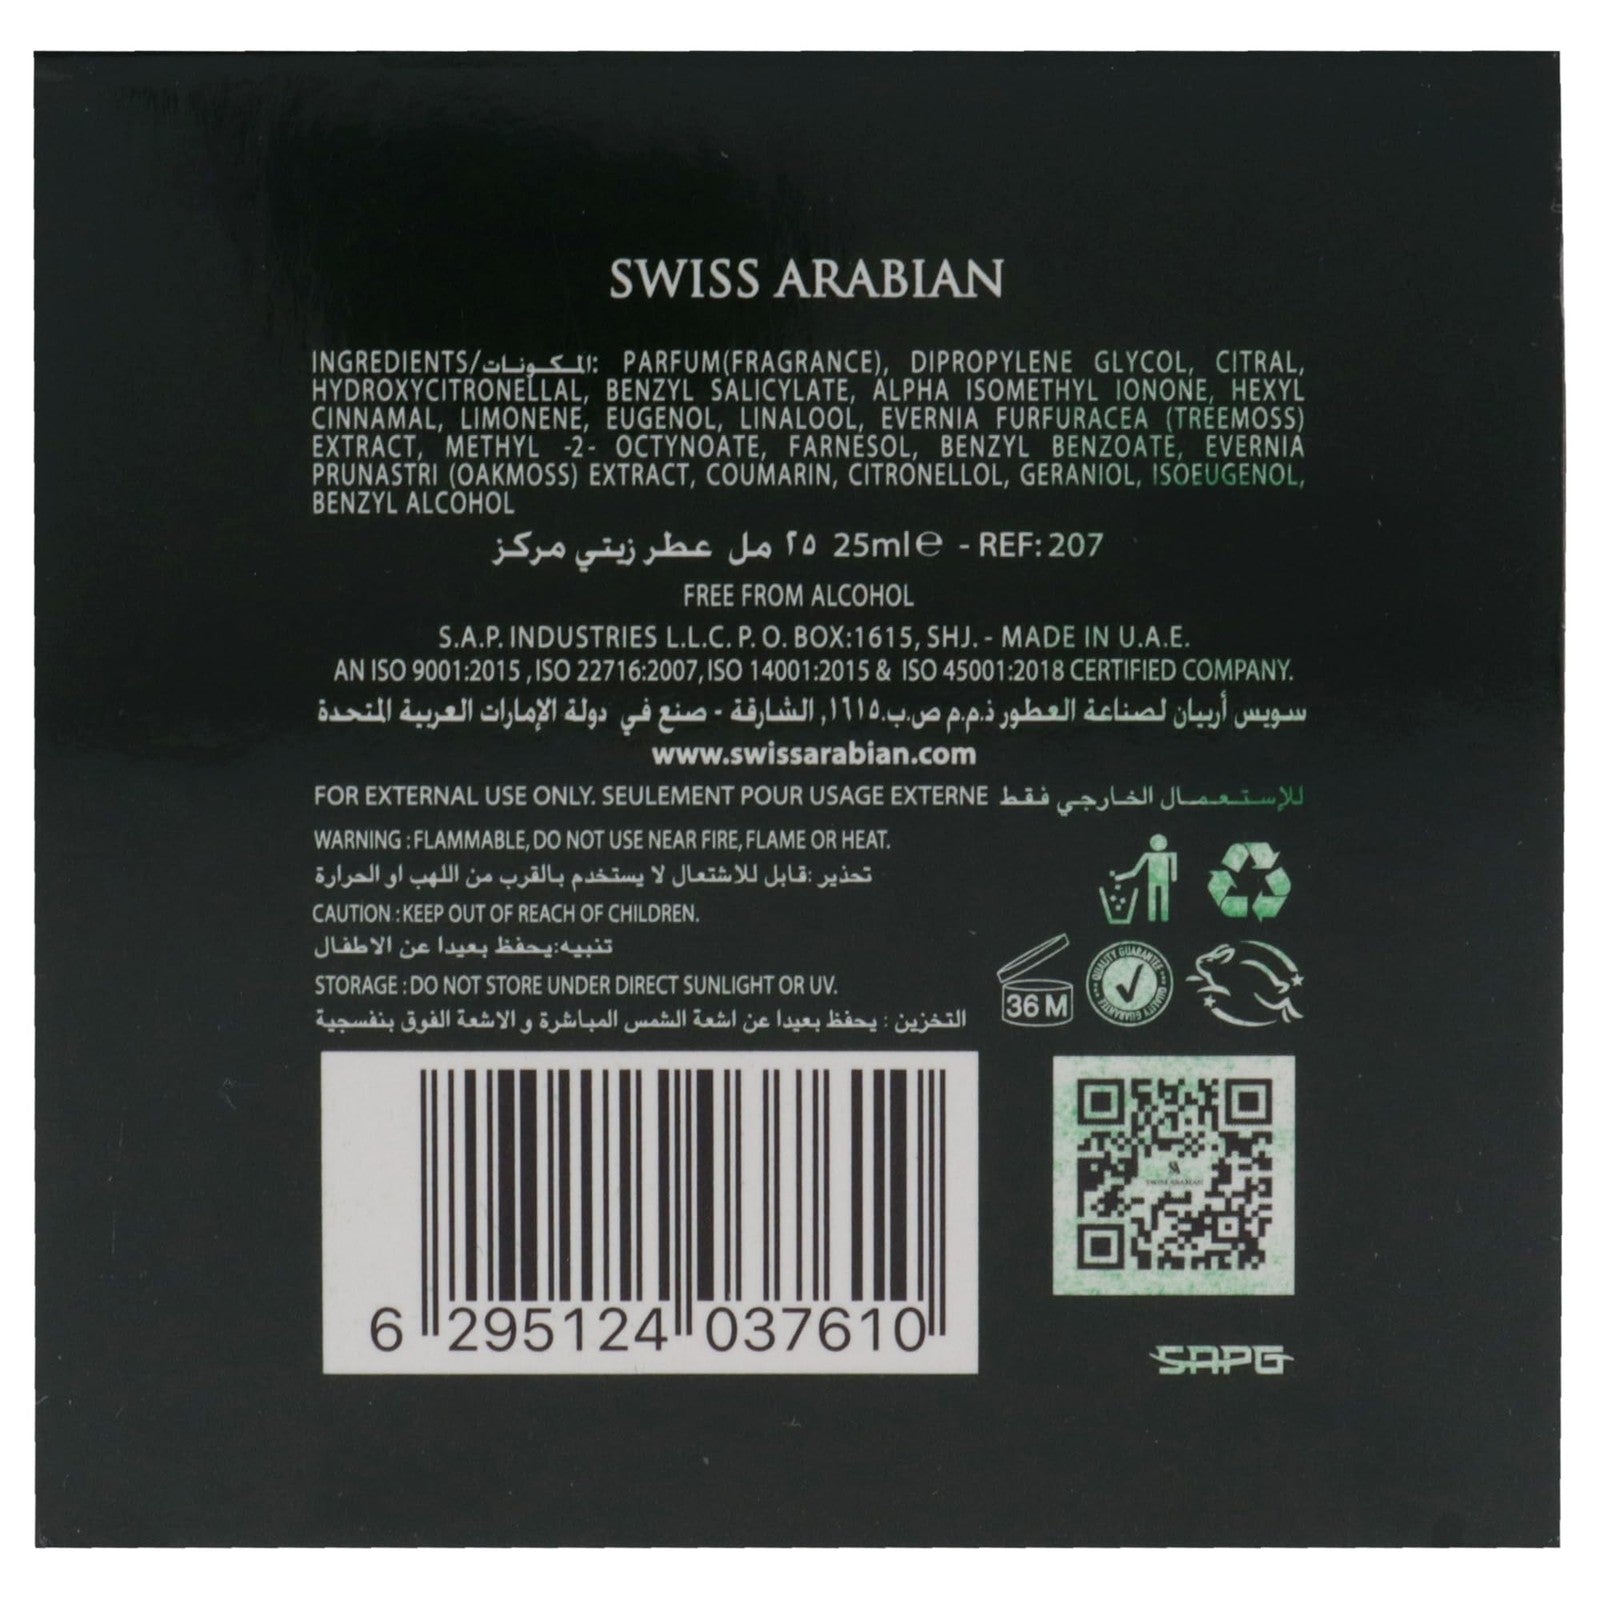 SWISS ARABIAN
INGREDIENTS/المكونات: PARFUM(FRAGRANCE), DIPROPYLENE GLYCOL, CITRAL,
HYDROXYCITRONELLAL, BENZYL SALICYLATE, ALPHA ISOMETHYL IONONE, HEXYL
CINNAMAL, LIMONENE, EUGENOL, LINALOOL, EVERNIA FURFURACEA (TREEMOSS)
EXTRACT, METHYL -2- OCTYNOATE, FARNESOL, BENZYL BENZOATE, EVERNIA
PRUNASTRI (OAKMOSS) EXTRACT, COUMARIN, CITRONELLOL, GERANIOL, ISOEUGENOL,
BENZYL ALCOHOL
٢٥ مل عطر زيتي مركز 25ml℮ - REF: 207
FREE FROM ALCOHOL
S.A.P. INDUSTRIES L.L.C. P. O. BOX:1615, SHJ. - MADE IN U.A.E.
AN ISO 9001:2015 , ISO 22716:2007, ISO 14001:2015 & ISO 45001:2018 CERTIFIED COMPANY.
سويس أربيان لصناعة العطور ذ.م.م ص.ب.١٦١٥, الشارقة - صنع في دولة الإمارات العربية المتحدة
www.swissarabian.com
FOR EXTERNAL USE ONLY. SEULEMENT POUR USAGE EXTERNE للإستعمال الخارجي فقط
WARNING : FLAMMABLE, DO NOT USE NEAR FIRE, FLAME OR HEAT.
تحذير :قابل للاشتعال لا يستخدم بالقرب من اللهب او الحرارة
CAUTION : KEEP OUT OF REACH OF CHILDREN.
تنبيه:يحفظ بعيدا عن الاطفال
STORAGE : DO NOT STORE UNDER DIRECT SUNLIGHT OR UV.
التخزين : يحفظ بعيدا عن اشعة الشمس المباشرة و الاشعة الفوق بنفسجية
36 M
QUALITY GUARANTEE
QUALITY GUARANTEE
SWISS ARABIAN
6 295124 037610
SAPG